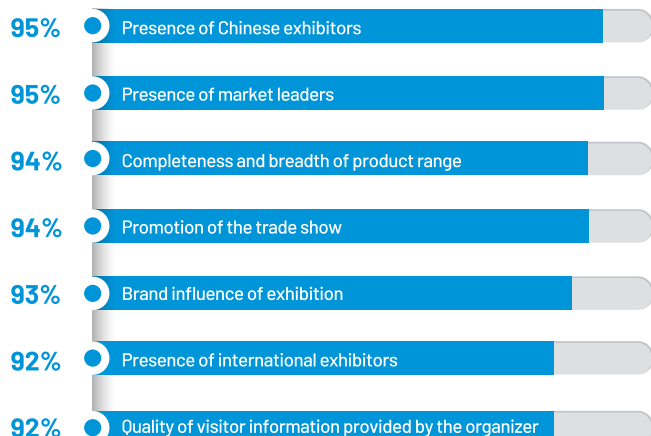 95% Presence of Chinese exhibitors
95% Presence of market leaders
94% Completeness and breadth of product range
94% Promotion of the trade show
93% Brand influence of exhibition
92% Presence of international exhibitors
92% Quality of visitor information provided by the organizer